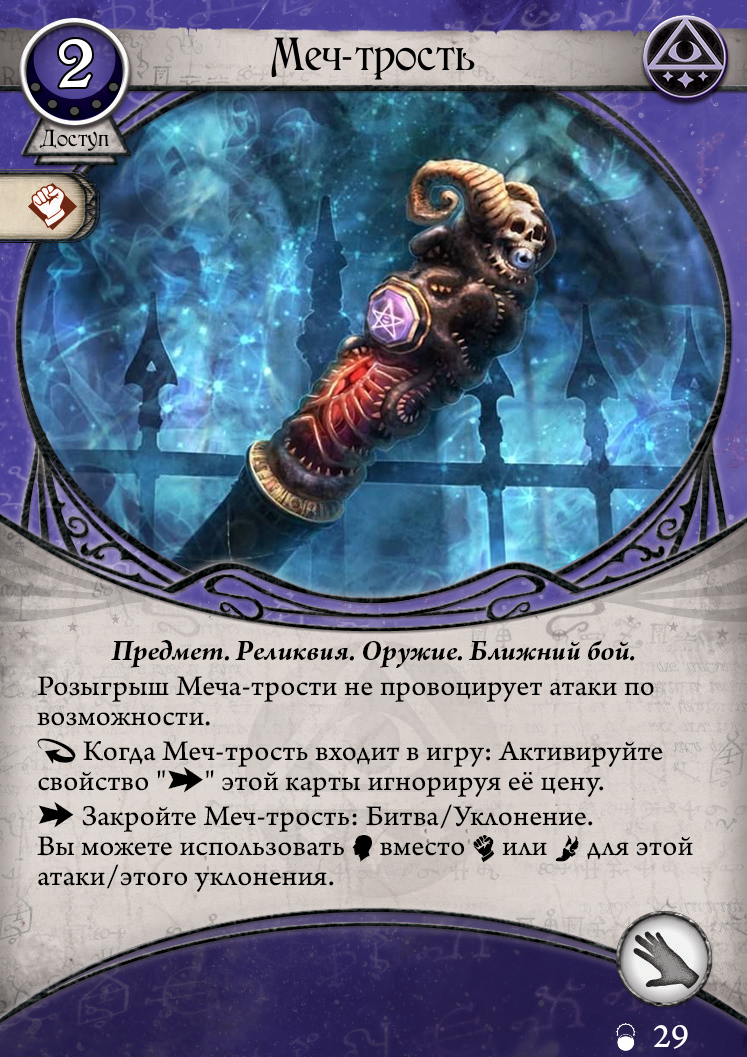 2
Меч-трость
Доступ
Предмет. Реликвия. Оружие. Ближний бой.
Розыгрыш Меча-трости не провоцирует атаки по
возможности.
Когда Меч-трость входит в игру: Активируйте
свойство "" этой карты игнорируя её цену.
Закройте Меч-трость: Битва/Уклонение.
Вы можете использовать вместо или для этой
атаки/этого уклонения.
29